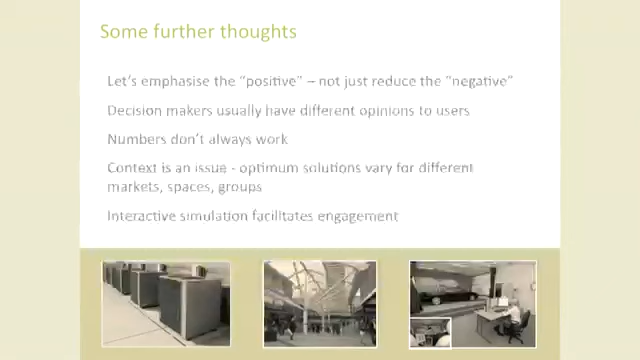 Some further thoughts
Let's emphasise the “positive” – not just reduce the “negative”
Decision makers usually have different opinions to users
Numbers don't always work
Context is an issue - optimum solutions vary for different
markets, spaces, groups
Interactive simulation facilitates engagement